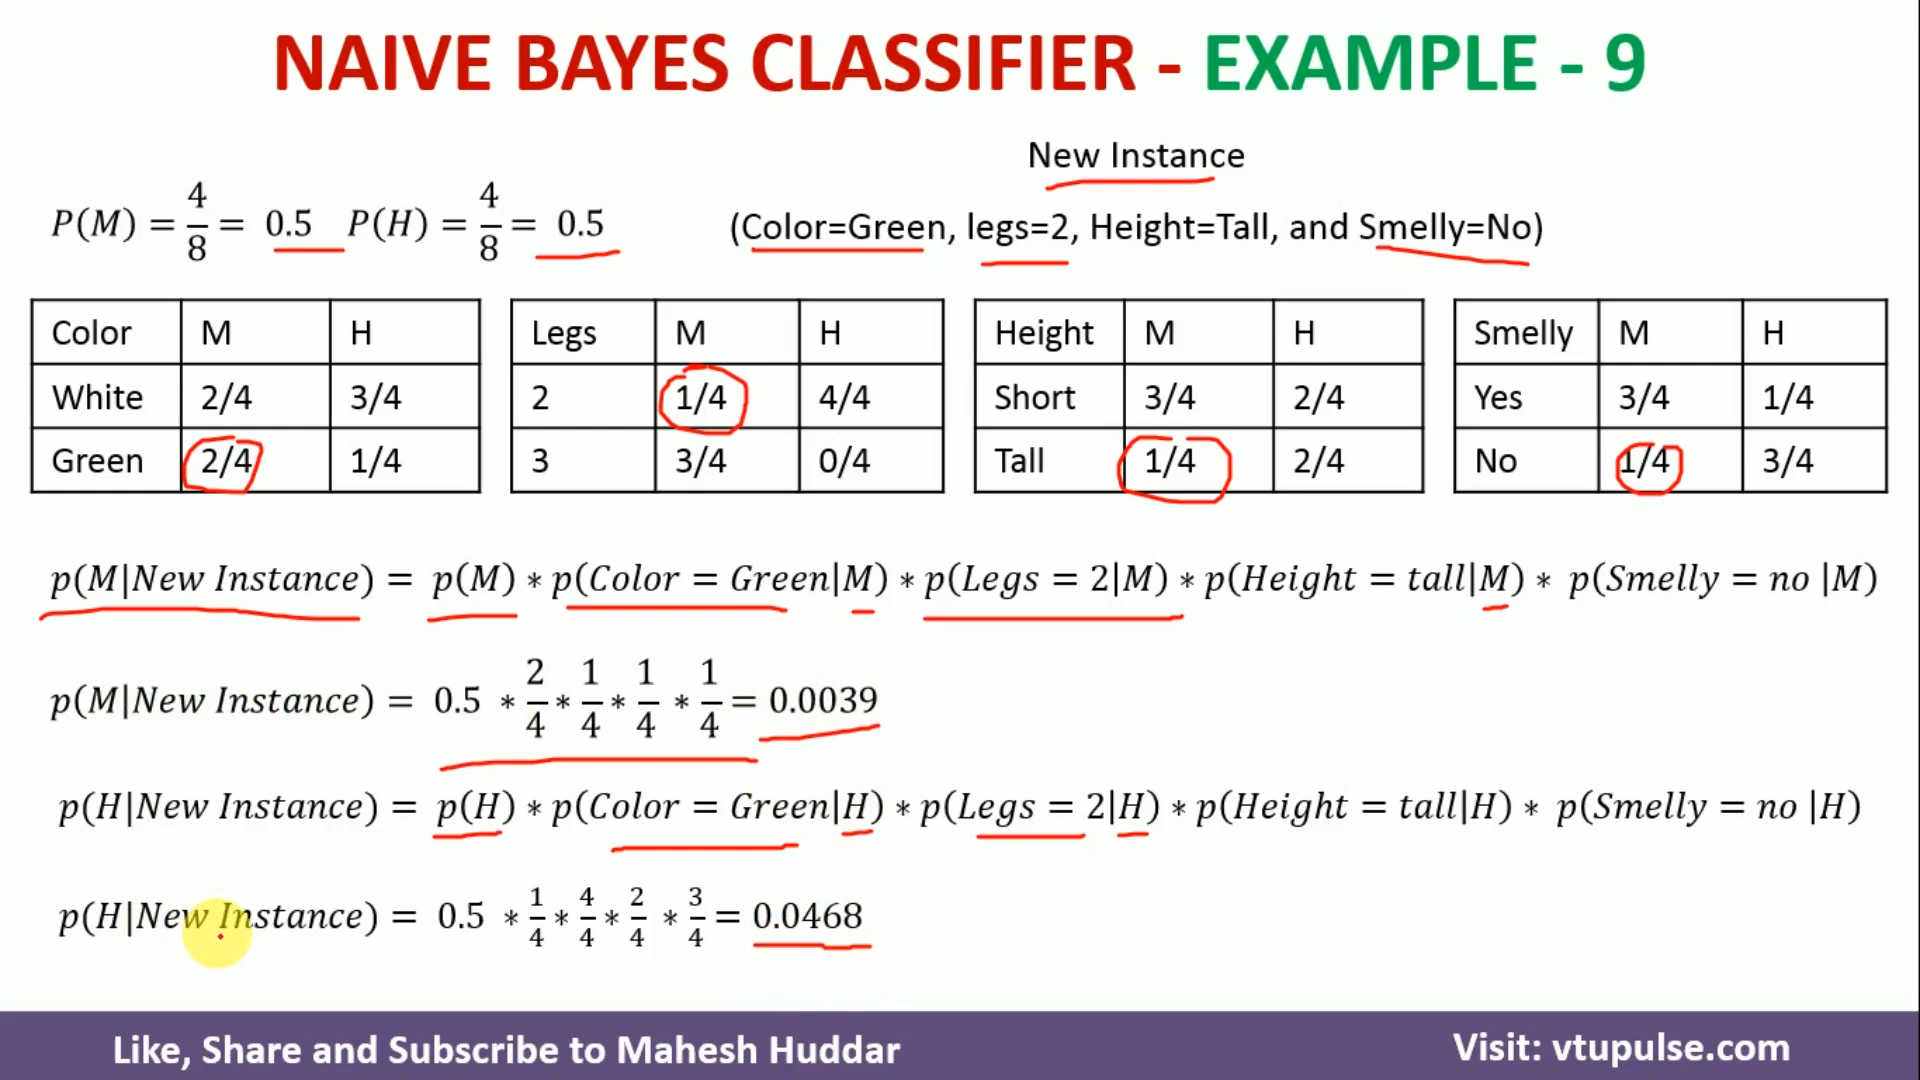 NAIVE BAYES CLASSIFIER - EXAMPLE - 9
New Instance
P(M) = 4/8 = 0.5 P(H) = 4/8 = 0.5
(Color=Green, legs=2, Height=Tall, and Smelly=No)
Color M H
White 2/4 3/4
Green 2/4 1/4
Legs M H
2 1/4 4/4
3 3/4 0/4
Height M H
Short 3/4 2/4
Tall 1/4 2/4
Smelly M H
Yes 3/4 1/4
No 1/4 3/4
p(M|New Instance) = p(M) * p(Color = Green|M) * p(Legs = 2|M) * p(Height = tall|M) * p(Smelly = no |M)
p(M|New Instance) = 0.5 * 2/4 * 1/4 * 1/4 * 1/4 = 0.0039
p(H|New Instance) = p(H) * p(Color = Green|H) * p(Legs = 2|H) * p(Height = tall|H) * p(Smelly = no |H)
p(H|New Instance) = 0.5 * 1/4 * 4/4 * 2/4 * 3/4 = 0.0468
Like, Share and Subscribe to Mahesh Huddar
Visit: vtupulse.com